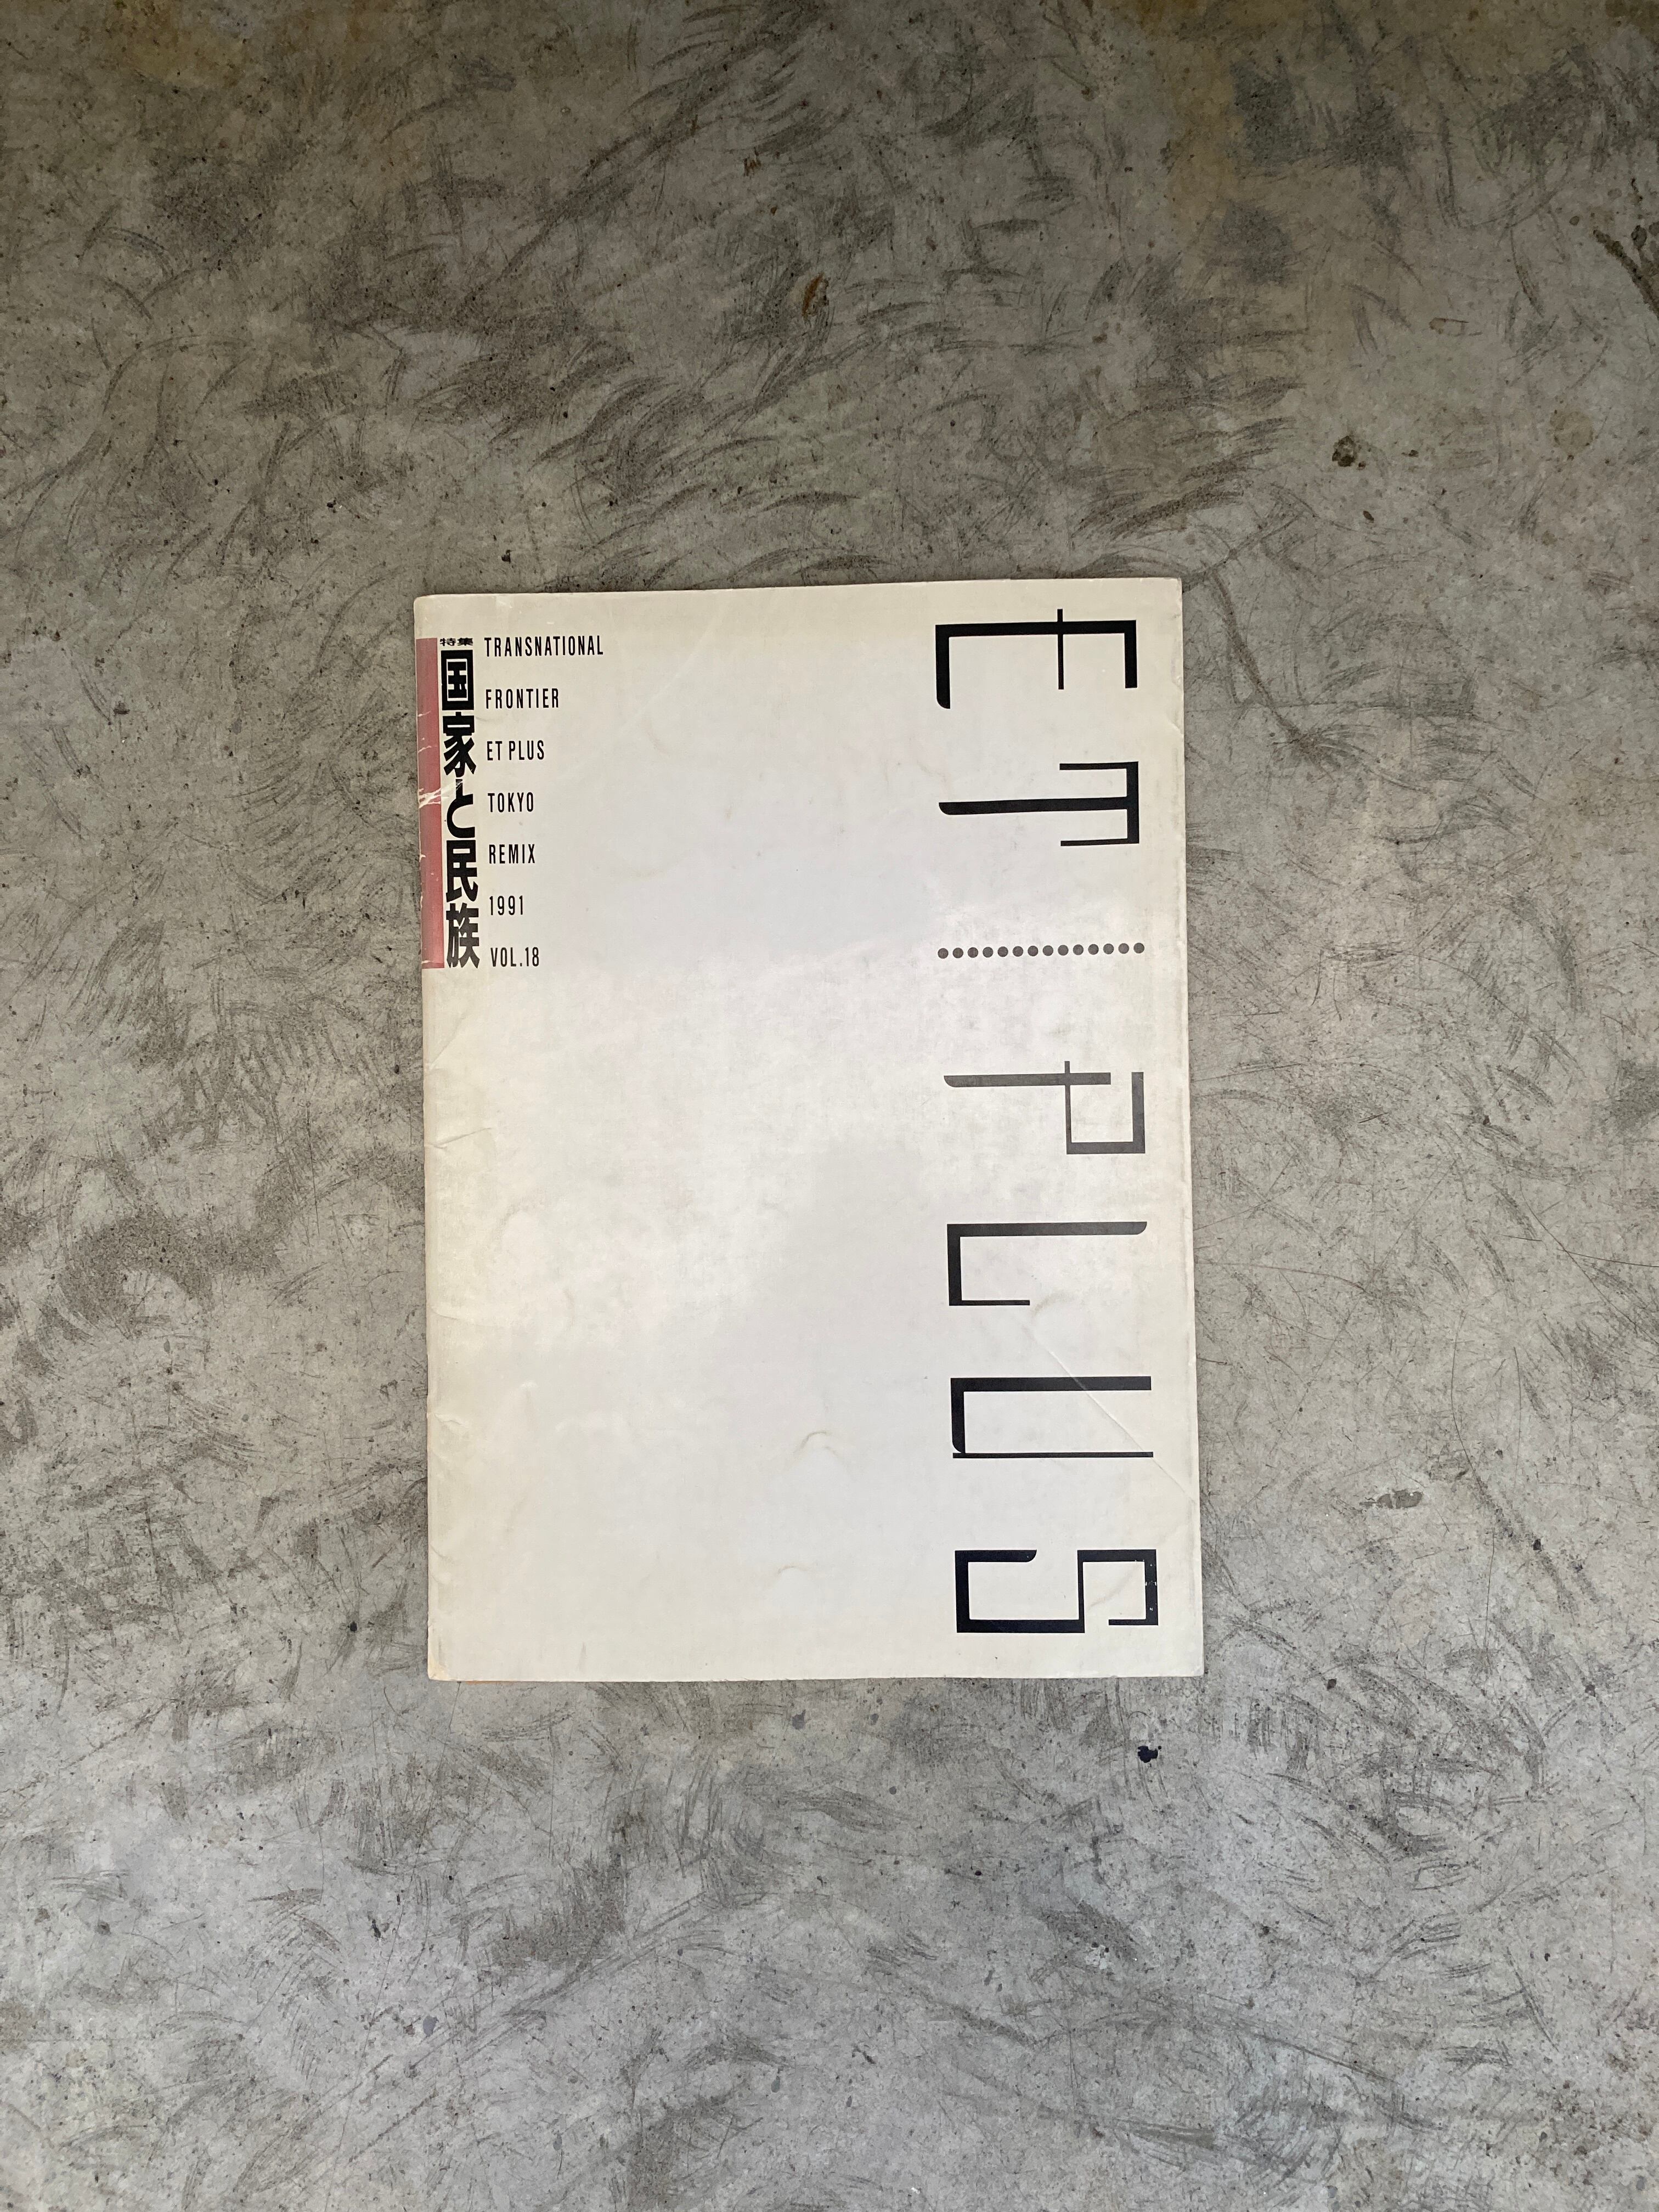 特集
国家と民族
TRANSNATIONAL
FRONTIER
ET PLUS
TOKYO
REMIX
1991
VOL.18
ET PLUS